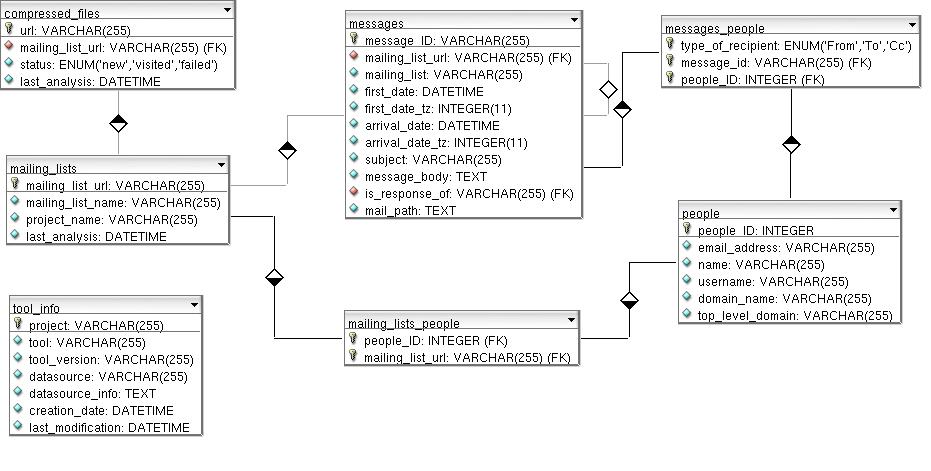 compressed_files
url: VARCHAR(255)
mailing_list_url: VARCHAR(255) (FK)
status: ENUM('new','visited','failed')
last_analysis: DATETIME
messages
message_ID: VARCHAR(255)
mailing_list_url: VARCHAR(255) (FK)
mailing_list: VARCHAR(255)
first_date: DATETIME
first_date_tz: INTEGER(11)
arrival_date: DATETIME
arrival_date_tz: INTEGER(11)
subject: VARCHAR(255)
message_body: TEXT
is_response_of: VARCHAR(255) (FK)
mail_path: TEXT
messages_people
type_of_recipient: ENUM('From','To','Cc')
message_id: VARCHAR(255) (FK)
people_ID: INTEGER (FK)
mailing_lists
mailing_list_url: VARCHAR(255)
mailing_list_name: VARCHAR(255)
project_name: VARCHAR(255)
last_analysis: DATETIME
people
people_ID: INTEGER
email_address: VARCHAR(255)
name: VARCHAR(255)
username: VARCHAR(255)
domain_name: VARCHAR(255)
top_level_domain: VARCHAR(255)
tool_info
project: VARCHAR(255)
tool: VARCHAR(255)
tool_version: VARCHAR(255)
datasource: VARCHAR(255)
datasource_info: TEXT
creation_date: DATETIME
last_modification: DATETIME
mailing_lists_people
people_ID: INTEGER (FK)
mailing_list_url: VARCHAR(255) (FK)